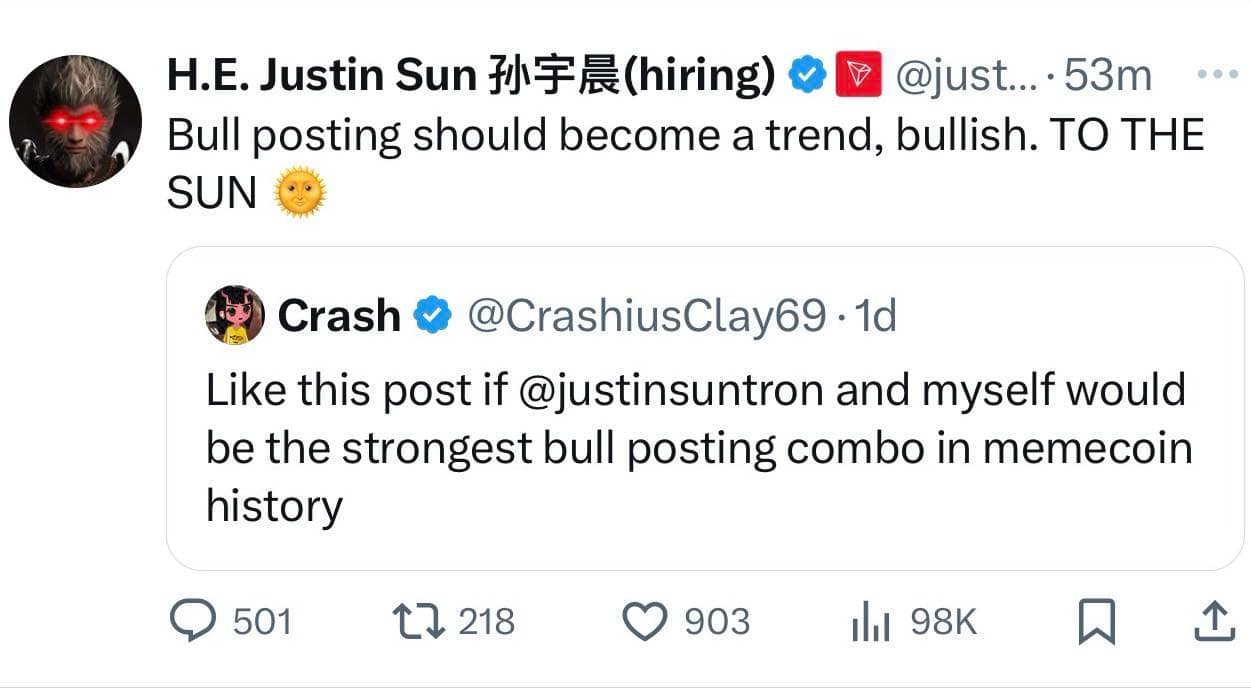 H.E. Justin Sun 孙宇晨(hiring) @just... · 53m
Bull posting should become a trend, bullish. TO THE
SUN
Crash @CrashiusClay69 · 1d
Like this post if @justinsuntron and myself would
be the strongest bull posting combo in memecoin
history
501 218 903 98K